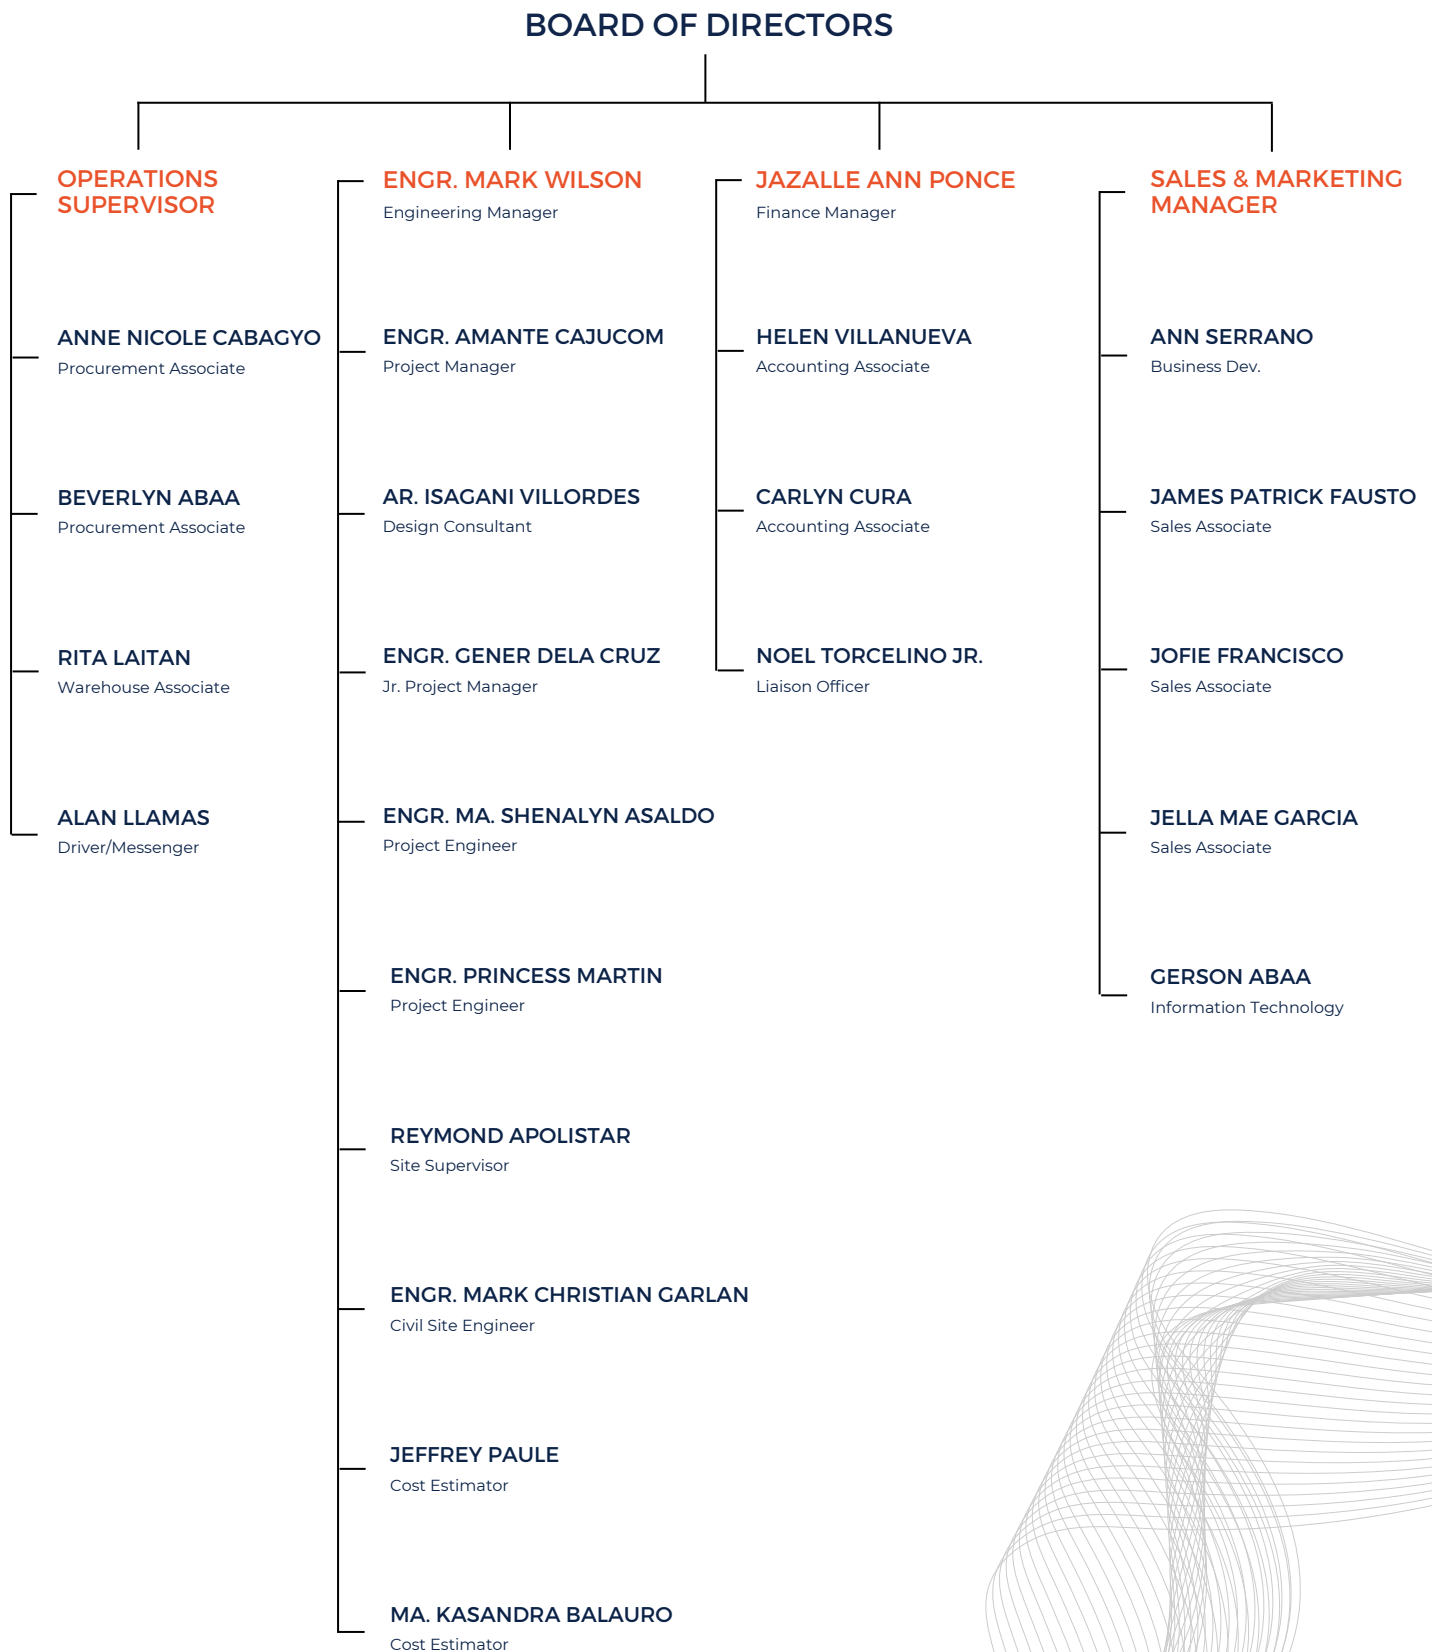 BOARD OF DIRECTORS
OPERATIONS
SUPERVISOR
ANNE NICOLE CABAGYO
Procurement Associate
BEVERLYN ABAA
Procurement Associate
RITA LAITAN
Warehouse Associate
ALAN LLAMAS
Driver/Messenger
ENGR. MARK WILSON
Engineering Manager
ENGR. AMANTE CAJUCOM
Project Manager
AR. ISAGANI VILLORDES
Design Consultant
ENGR. GENER DELA CRUZ
Jr. Project Manager
ENGR. MA. SHENALYN ASALDO
Project Engineer
ENGR. PRINCESS MARTIN
Project Engineer
REYMOND APOLISTAR
Site Supervisor
ENGR. MARK CHRISTIAN GARLAN
Civil Site Engineer
JEFFREY PAULE
Cost Estimator
MA. KASANDRA BALAURO
Cost Estimator
JAZALLE ANN PONCE
Finance Manager
HELEN VILLANUEVA
Accounting Associate
CARLYN CURA
Accounting Associate
NOEL TORCELINO JR.
Liaison Officer
SALES & MARKETING
MANAGER
ANN SERRANO
Business Dev.
JAMES PATRICK FAUSTO
Sales Associate
JOFIE FRANCISCO
Sales Associate
JELLA MAE GARCIA
Sales Associate
GERSON ABAA
Information Technology